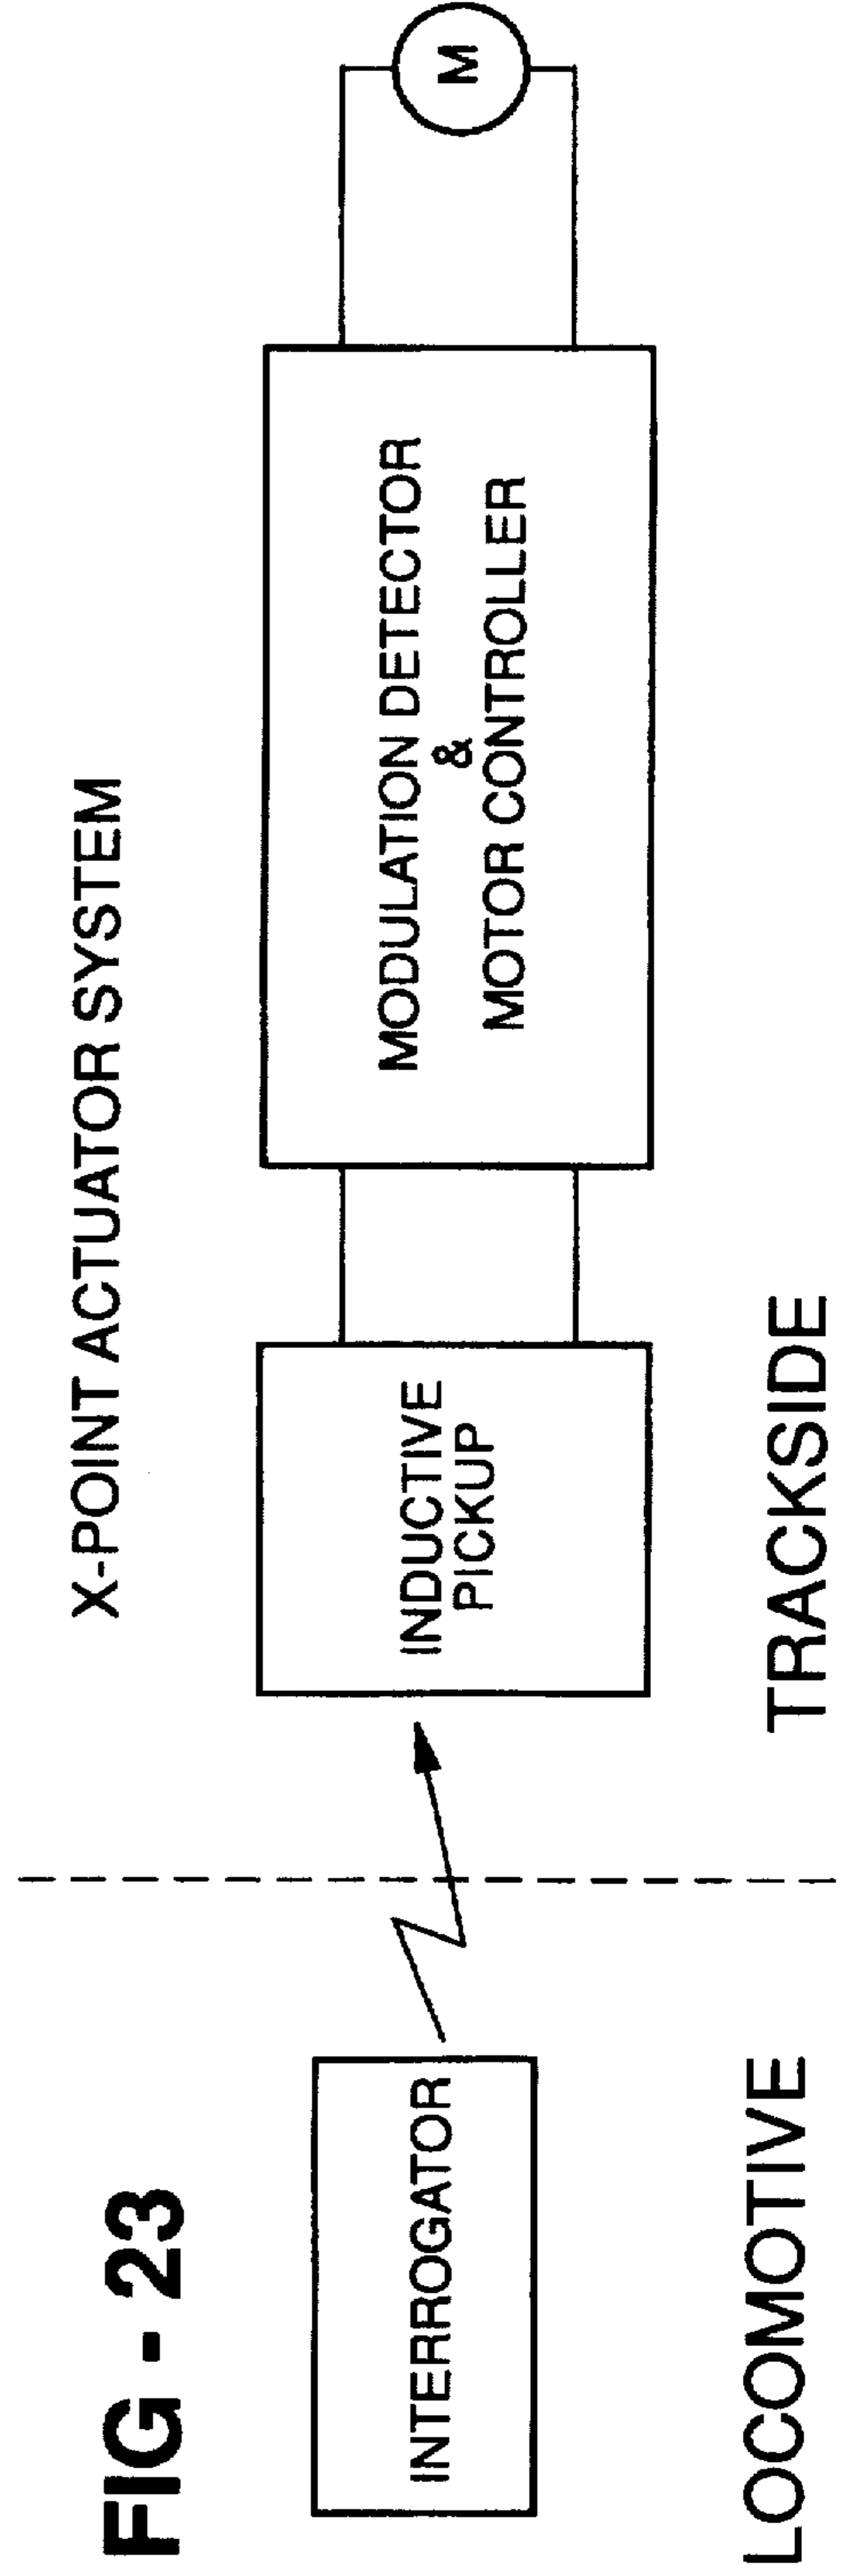 FIG - 23
X-POINT ACTUATOR SYSTEM
INTERROGATOR
INDUCTIVE
PICKUP
MODULATION DETECTOR
&
MOTOR CONTROLLER
M
LOCOMOTIVE
TRACKSIDE